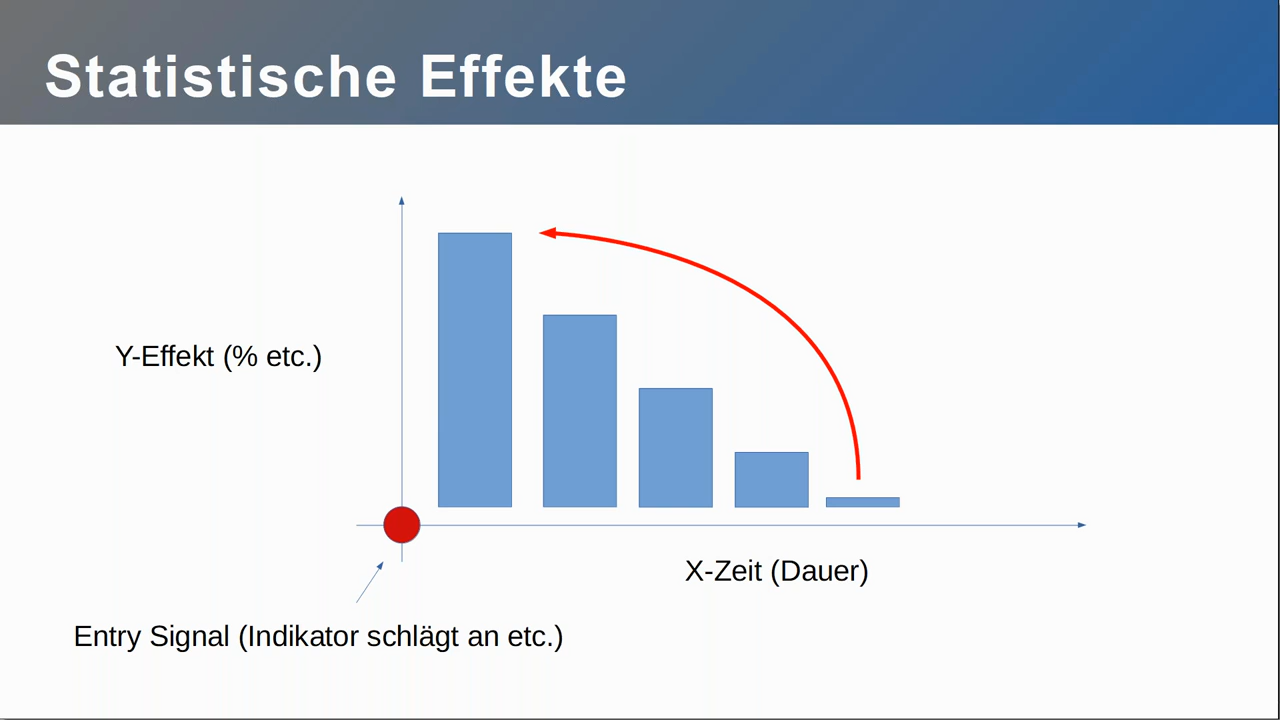 Statistische Effekte
Y-Effekt (% etc.)
X-Zeit (Dauer)
Entry Signal (Indikator schlägt an etc.)